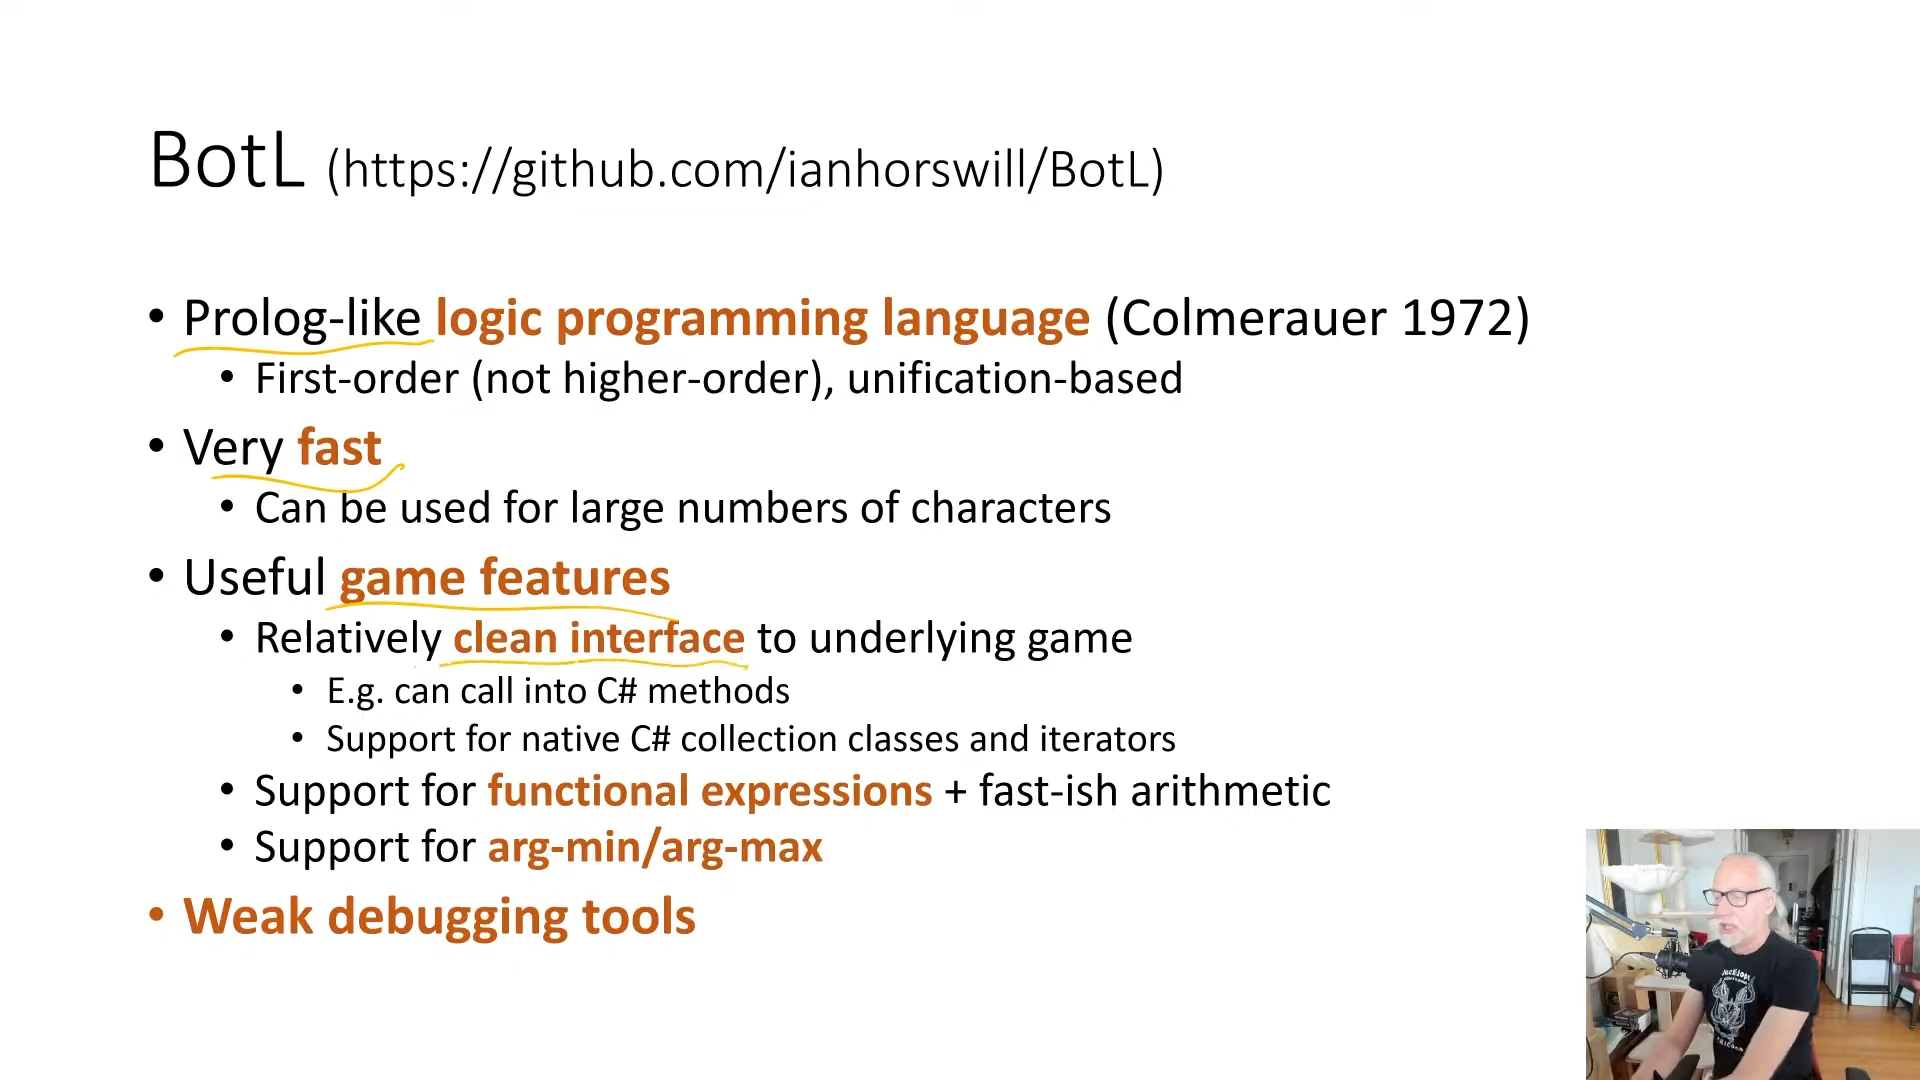 BotL (https://github.com/ianhorswill/BotL)
• Prolog-like logic programming language (Colmerauer 1972)
• First-order (not higher-order), unification-based
• Very fast
• Can be used for large numbers of characters
• Useful game features
• Relatively clean interface to underlying game
• E.g. can call into C# methods
• Support for native C# collection classes and iterators
• Support for functional expressions + fast-ish arithmetic
• Support for arg-min/arg-max
• Weak debugging tools